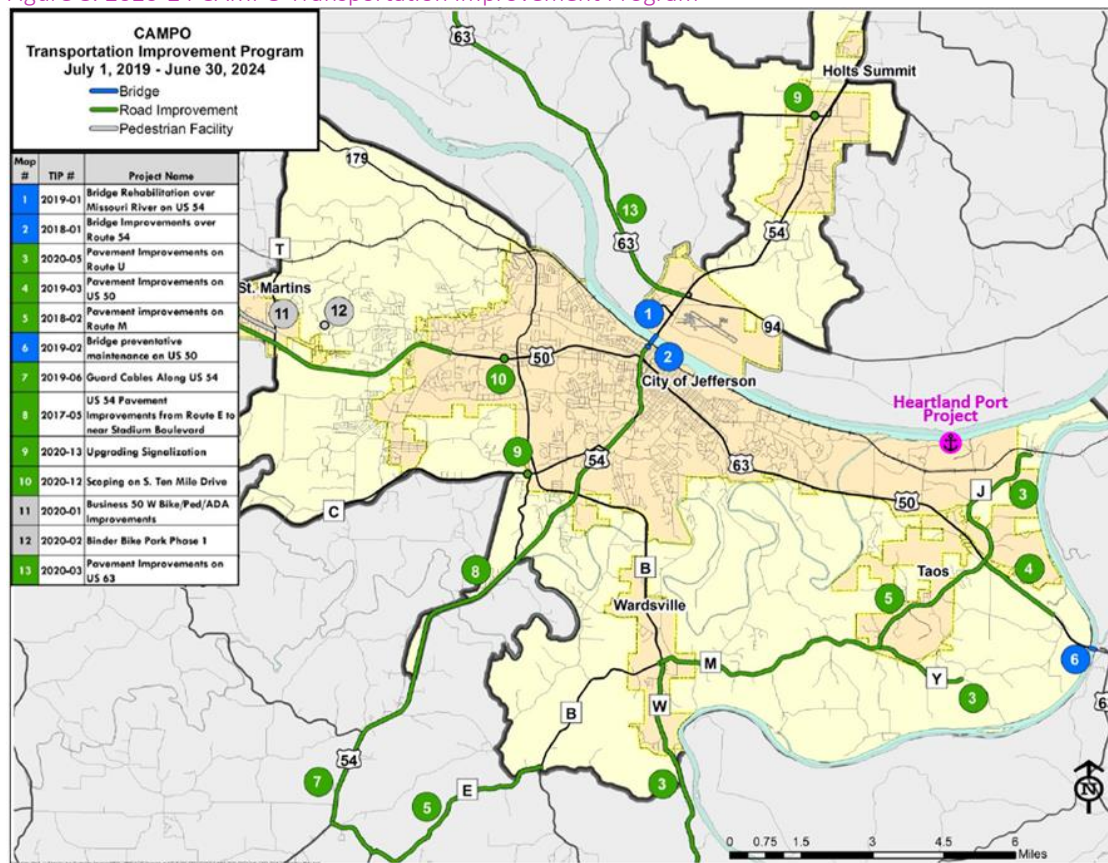 Figure 3: 2020-24 CAMPO Transportation Improvement Program
CAMPO
Transportation Improvement Program
July 1, 2019 - June 30, 2024
Bridge
Road Improvement
Pedestrian Facility
Map # TIP # Project Name
1 2019-01 Bridge Rehabilitation over
Missouri River on US 54
2 2018-01 Bridge Improvements over
Route 54
3 2020-05 Pavement Improvements on
Route U
4 2019-03 Pavement Improvements on
US 50
5 2018-02 Pavement improvements on
Route M
6 2019-02 Bridge preventative
maintenance on US 50
7 2019-06 Guard Cables Along US 54
8 2017-05 US 54 Pavement
Improvements from Route E to
near Stadium Boulevard
9 2020-13 Upgrading Signalization
10 2020-12 Scoping on S. Ten Mile Drive
11 2020-01 Business 50 W Bike/Ped/ADA
Improvements
12 2020-02 Binder Bike Park Phase 1
13 2020-03 Pavement Improvements on
US 63
63
Holts Summit
9
179
13
63
54
T
St. Martins
11
12
1
94
50
2
10
City of Jefferson
Heartland Port
Project
9
54
63
50
J
3
C
8
B
Taos
4
5
Wardsville
6
M
Y
3
63
B
W
54
7
5
E
3
N
0 0.75 1.5 3 4.5 6
Miles